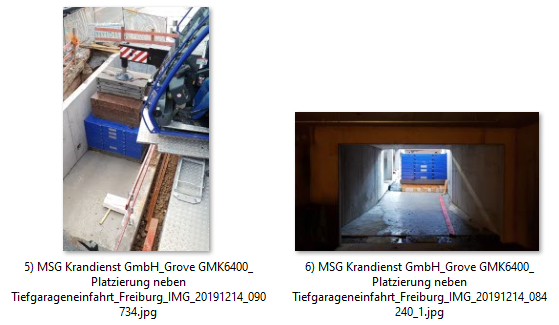 5) MSG Krandienst GmbH_Grove GMK6400_
Platzierung neben
Tiefgarageneinfahrt_Freiburg_IMG_20191214_090
734.jpg
6) MSG Krandienst GmbH_Grove GMK6400_
Platzierung neben
Tiefgarageneinfahrt_Freiburg_IMG_20191214_084
240_1.jpg